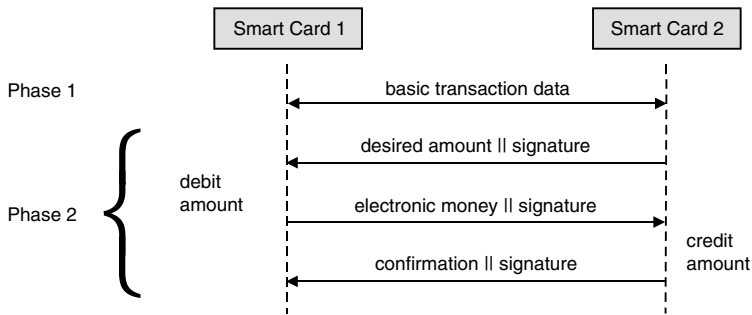 Smart Card 1
Smart Card 2
Phase 1
basic transaction data
desired amount || signature
debit
amount
Phase 2
electronic money || signature
credit
amount
confirmation || signature